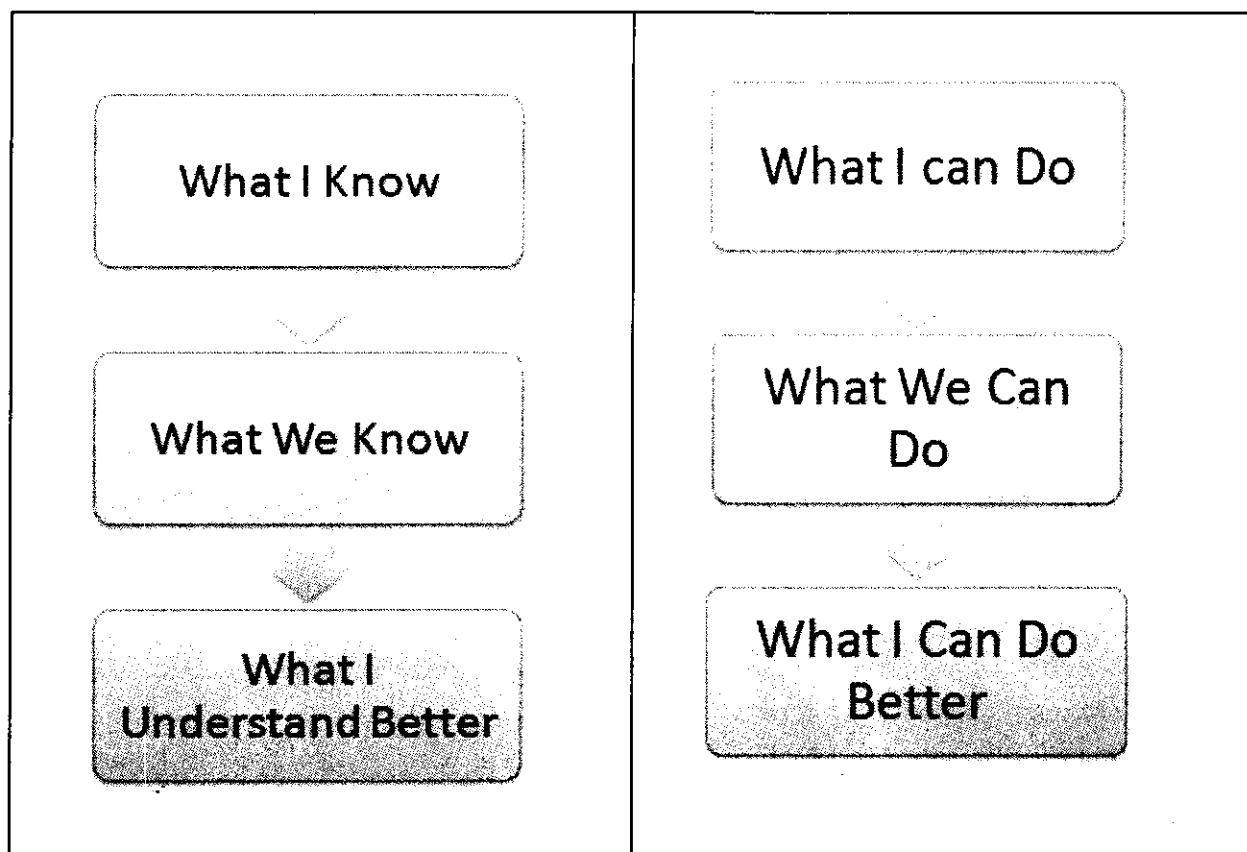 What I Know
What We Know
What I
Understand Better
What I can Do
What We Can
Do
What I Can Do
Better